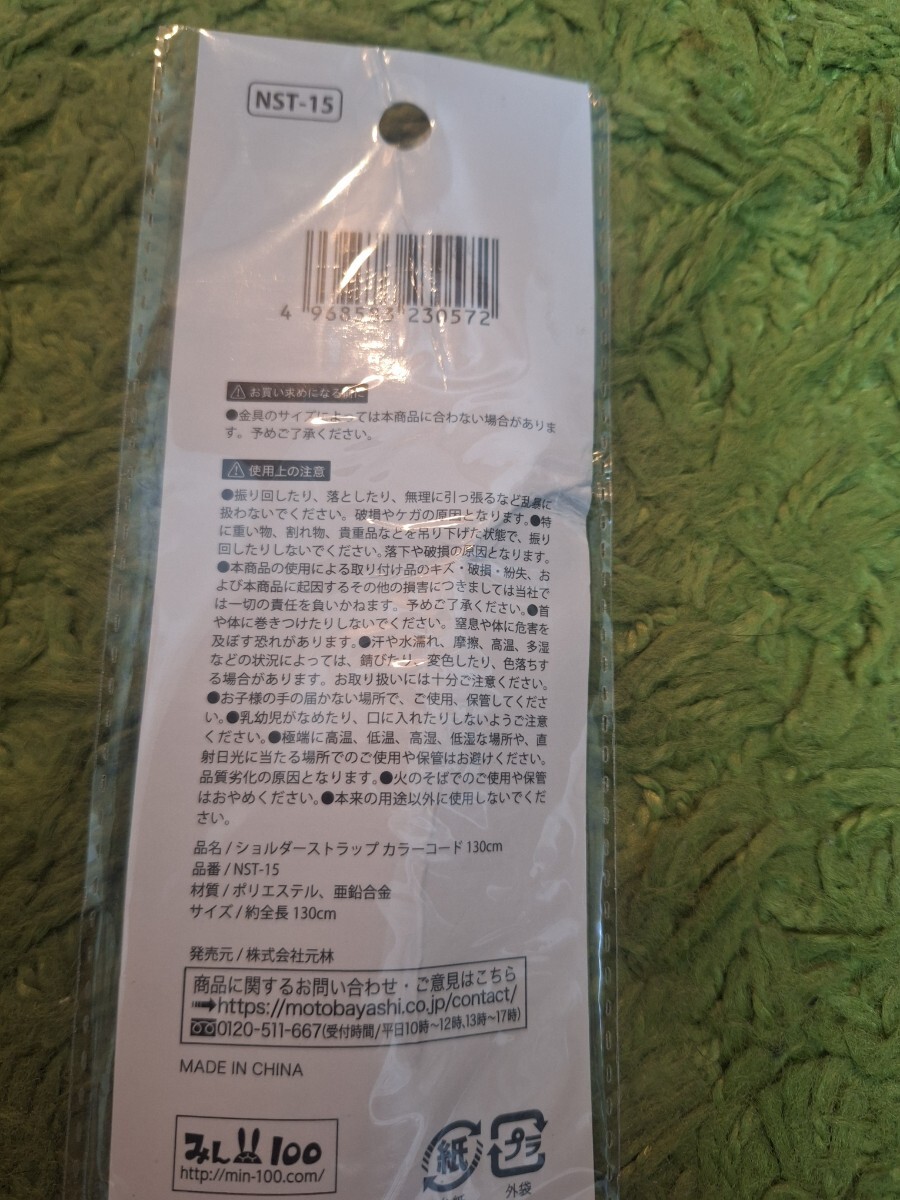 NST-15
4 968583 230572
お買い求めになる前に
●金具のサイズによっては本商品に合わない場合がありま
す。予めご了承ください。
使用上の注意
●振り回したり、落としたり、無理に引っ張るなど乱暴に
扱わないでください。破損やケガの原因となります。●特
に重い物、割れ物、貴重品などを吊り下げた状態で、振り
回したりしないでください。落下や破損の原因となります。
●本商品の使用による取り付け品のキズ・破損・紛失、お
よび本商品に起因するその他の損害につきましては当社で
は一切の責任を負いかねます。予めご了承ください。●首
や体に巻きつけたりしないでください。窒息や体に危害を
及ぼす恐れがあります。●汗や水濡れ、摩擦、高温、多湿
などの状況によっては、錆びたり、変色したり、色落ちす
る場合があります。お取り扱いには十分ご注意ください。
●お子様の手の届かない場所で、ご使用、保管してくださ
い。●乳幼児がなめたり、口に入れたりしないようご注意
ください。●極端に高温、低温、高湿、低湿な場所や、直
射日光に当たる場所でのご使用や保管はお避けください。
品質劣化の原因となります。●火のそばでのご使用や保管
はおやめください。●本来の用途以外に使用しないでくだ
さい。
品名/ショルダーストラップ カラーコード 130cm
品番/NST-15
材質/ポリエステル、亜鉛合金
サイズ/約全長 130cm
発売元/株式会社元林
商品に関するお問い合わせ・ご意見はこちら
https://motobayashi.co.jp/contact/
0120-511-667(受付時間/平日10時~12時、13時~17時)
MADE IN CHINA
みん 100
http://min-100.com/
紙
プラ
外袋